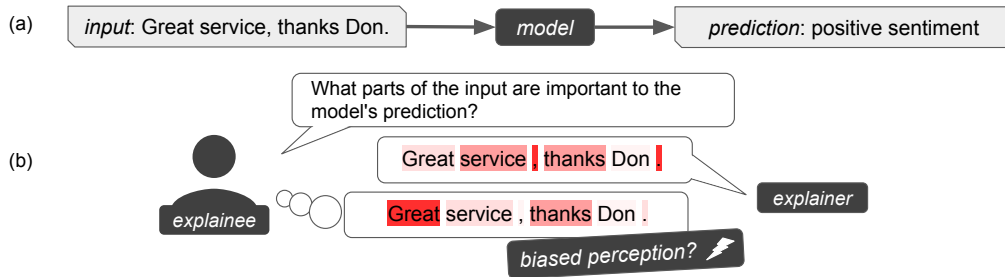 (a)
input: Great service, thanks Don.
model
prediction: positive sentiment
What parts of the input are important to the
model's prediction?
(b)
Great service , thanks Don .
explainer
explainee
Great service , thanks Don .
biased perception?